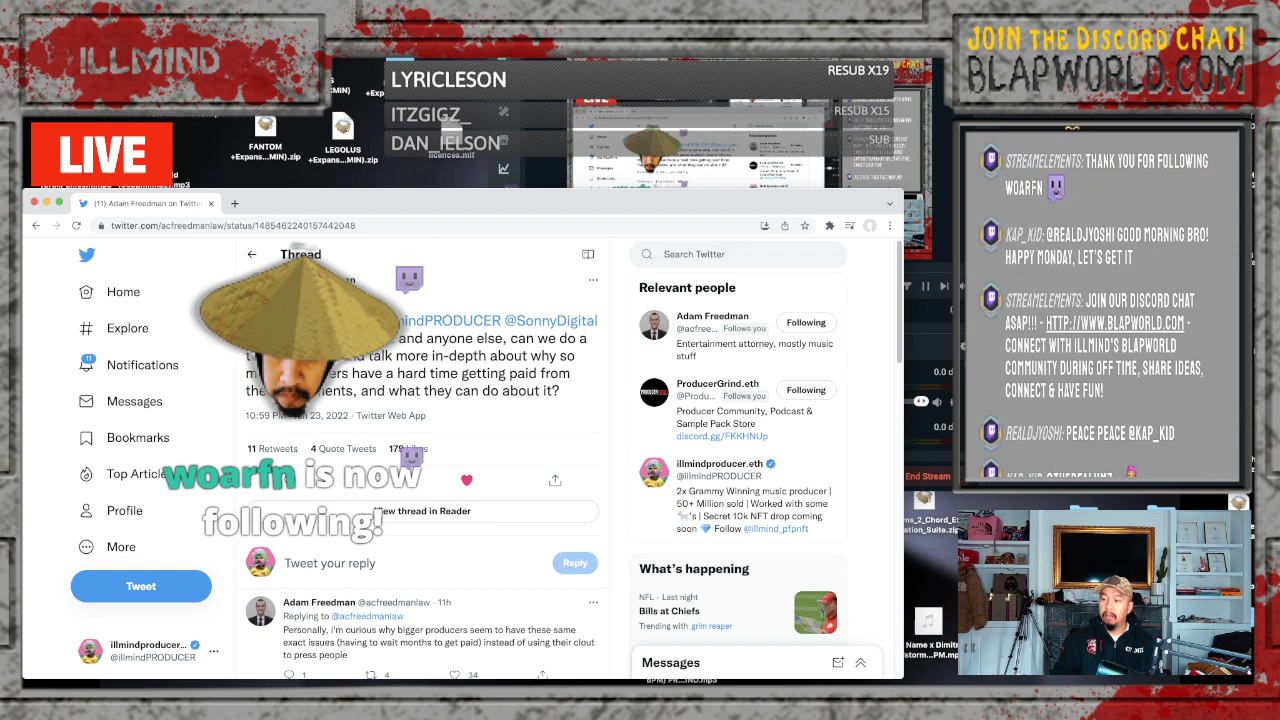 ILLMIND
JOIN THE DISCORD CHAT!
BLAPWORLD.COM
LIVE
LYRICLESON
RESUB X19
ITZGIGZ_
RESUB X15
DAN_IELSON
SUB
FANTOM
LEGOLUS
(11) Adam Freedman on Twitter
twitter.com/acfreedmanlaw/status/1485462240157442048
Home
Explore
Notifications
11
Messages
Bookmarks
Top Article
Profile
More
Tweet
illmindproducer...
@illmindPRODUCER
Thread
@SonnyDigital
and anyone else, can we do a
talk more in-depth about why so
have a hard time getting paid from
and what they can do about it?
10:59 PM
23, 2022 · Twitter Web App
11 Retweets 4 Quote Tweets
woarfn is now
following!
thread in Reader
Tweet your reply
Reply
Adam Freedman @acfreedmanlaw · 11h
Replying to @acfreedmanlaw
Personally, I'm curious why bigger producers seem to have these same
exact issues (having to wait months to get paid) instead of using their clout
to press people
1
4
34
Search Twitter
Relevant people
Adam Freedman
@acfree... Follows you
Following
Entertainment attorney, mostly music
stuff
ProducerGrind.eth
@Produ... Follows you
Following
Producer Community, Podcast &
Sample Pack Store
discord.gg/FKKHNUp
illmindproducer.eth
@illmindPRODUCER
2x Grammy Winning music producer |
50+ Million sold | Worked with some
's | Secret 10k NFT drop coming
soon 💎 Follow @illmind_pfpnft
What's happening
NFL · Last night
Bills at Chiefs
Trending with grim reaper
Messages
End Stream
STREAMELEMENTS: THANK YOU FOR FOLLOWING
WOARFN
KAP_KID: @REALDJYOSHI GOOD MORNING BRO!
HAPPY MONDAY, LET'S GET IT
STREAMELEMENTS: JOIN OUR DISCORD CHAT
ASAP!!! - HTTP://WWW.BLAPWORLD.COM -
CONNECT WITH ILLMIND'S BLAPWORLD
COMMUNITY DURING OFF TIME, SHARE IDEAS,
CONNECT & HAVE FUN!
REALDJYOSHI: PEACE PEACE @KAP_KID